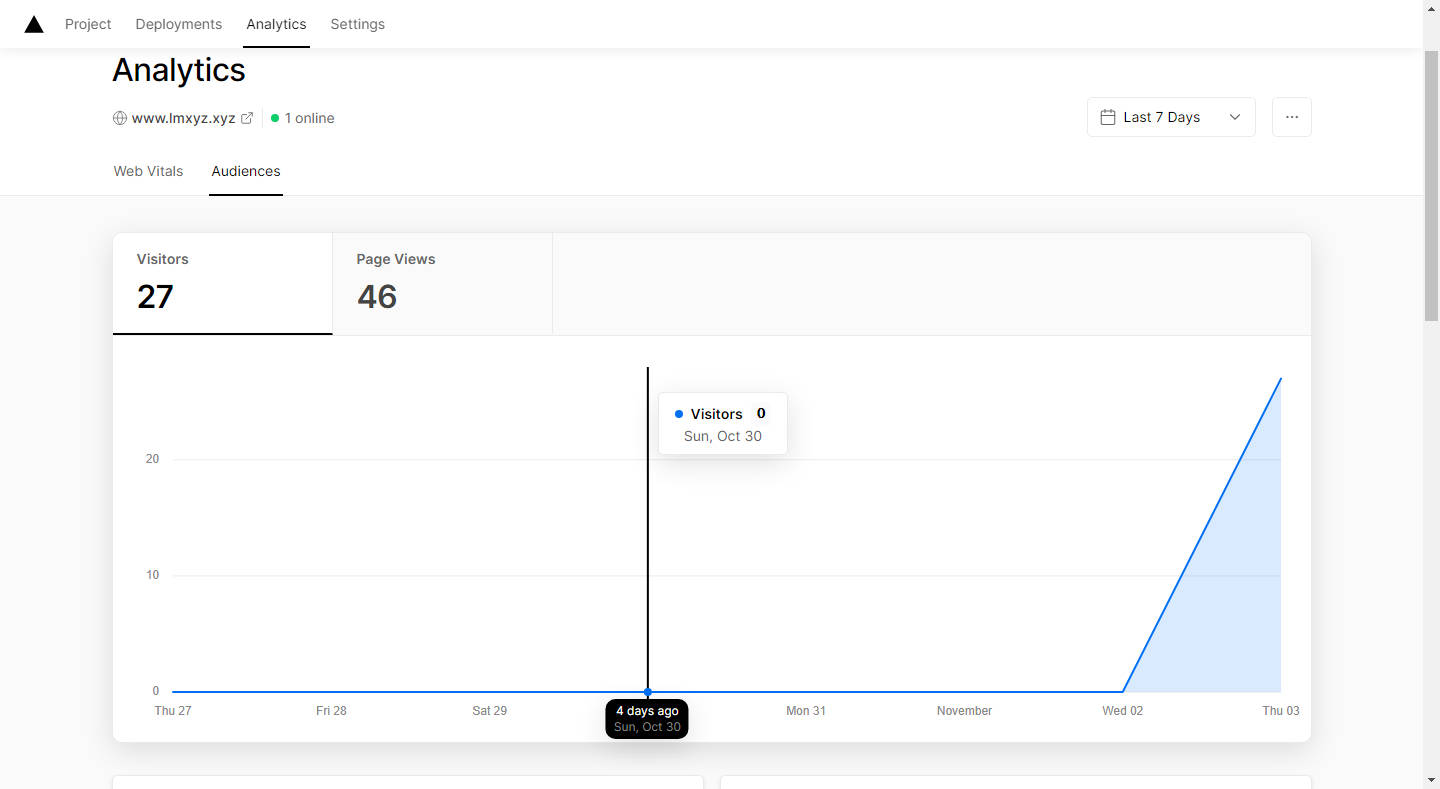 Project Deployments Analytics Settings
Analytics
www.lmxyz.xyz 1 online
Last 7 Days
Web Vitals Audiences
Visitors Page Views
27 46
Visitors 0
Sun, Oct 30
20
10
0
Thu 27 Fri 28 Sat 29 4 days ago Mon 31 November Wed 02 Thu 03
Sun, Oct 30